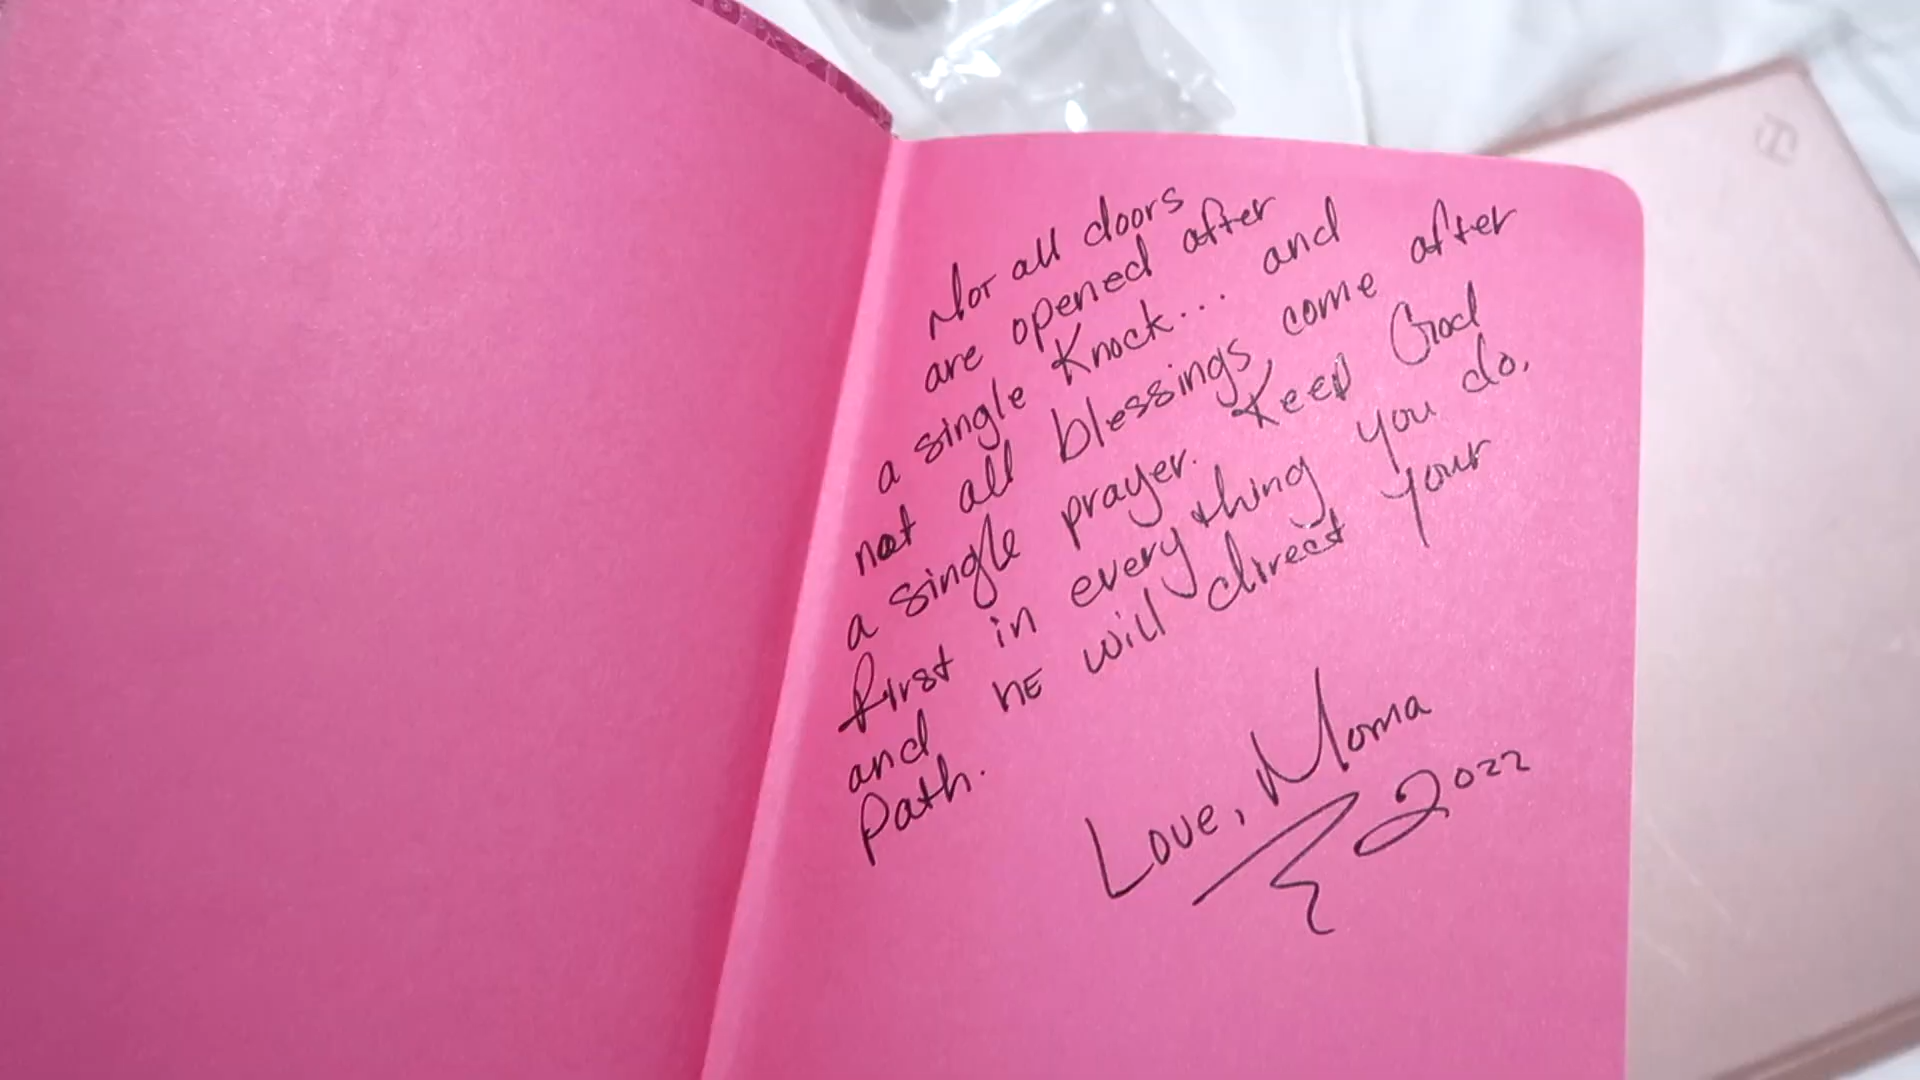 Not all doors
are opened after
a single Knock... and
not all blessings come after
a single prayer. Keep God
first in everything you do,
and he will direct your
Path.
Love, Moma
2022